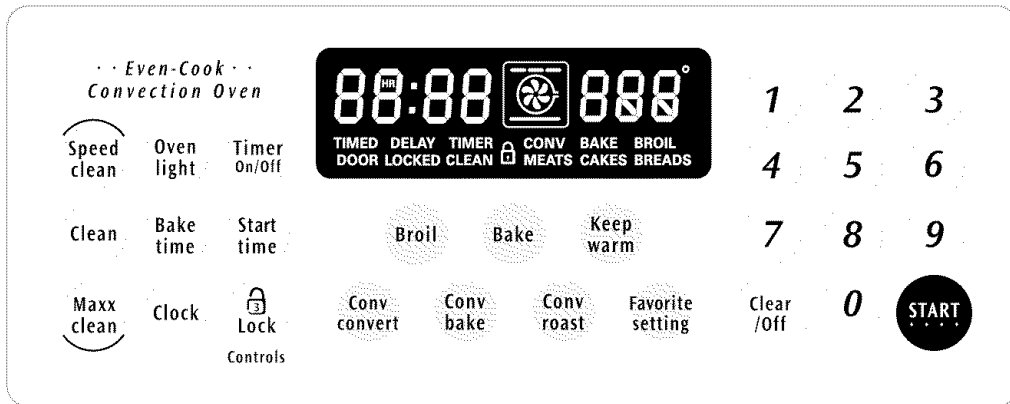 · · Even-Cook · ·
Convection Oven
Speed
clean
Oven
light
Timer
On/Off
Clean
Bake
time
Start
time
Maxx
clean
Clock
3
Lock
Controls
88:88
HR
888°
TIMED DELAY TIMER CONV BAKE BROIL
DOOR LOCKED CLEAN MEATS CAKES BREADS
Broil
Bake
Keep
warm
Conv
convert
Conv
bake
Conv
roast
Favorite
setting
1 2 3
4 5 6
7 8 9
Clear
/Off
0
START